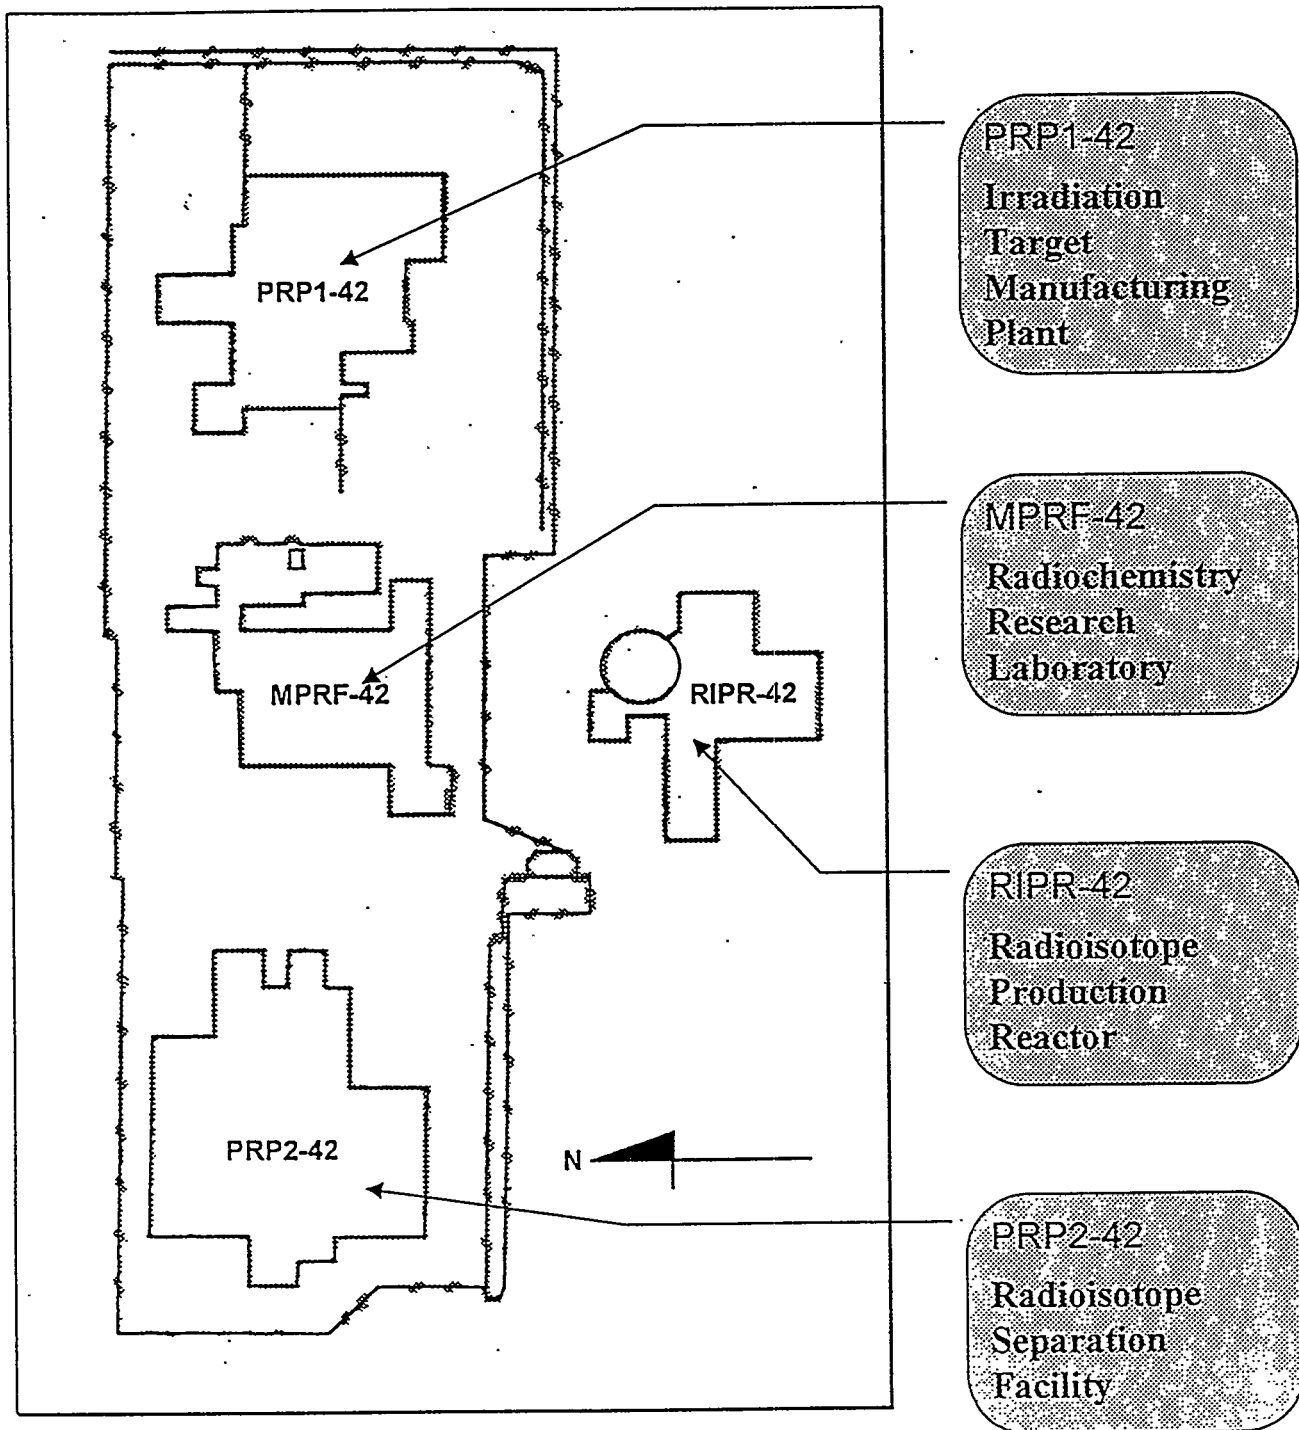 PRP1-42
Irradiation
Target
Manufacturing
Plant
PRP1-42
MPRF-42
Radiochemistry
Research
Laboratory
MPRF-42
RIPR-42
RIPR-42
Radioisotope
Production
Reactor
PRP2-42
N
PRP2-42
Radioisotope
Separation
Facility